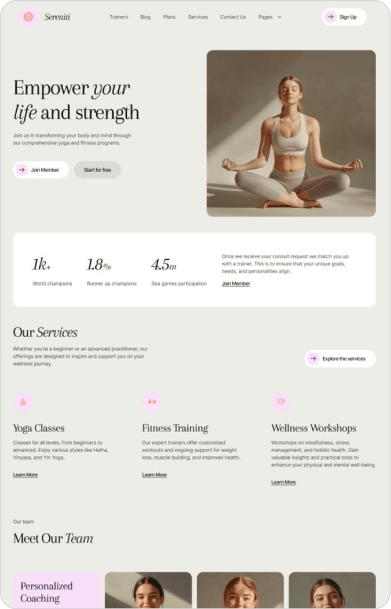 Sereniti
Trainers Blog Plans Services Contact Us Pages
Sign Up
Empower your
life and strength
Join us in transforming your body and mind through
our comprehensive yoga and fitness programs.
Join Member
Start for free
1k+
World champions
1.8%
Runner up champions
4.5m
Sea games participation
Once we receive your consult request we match you up
with a trainer. This is to ensure that your unique goals,
needs, and personalities align.
Join Member
Our Services
Whether you're a beginner or an advanced practitioner, our
offerings are designed to inspire and support you on your
wellness journey.
Explore the services
Yoga Classes
Classes for all levels, from beginners to
advanced. Enjoy various styles like Hatha,
Vinyasa, and Yin Yoga.
Learn More
Fitness Training
Our expert trainers offer customized
workouts and ongoing support for weight
loss, muscle building, and improved health.
Learn More
Wellness Workshops
Workshops on mindfulness, stress
management, and holistic health. Gain
valuable insights and practical tools to
enhance your physical and mental well-being.
Learn More
Our team
Meet Our Team
Personalized
Coaching